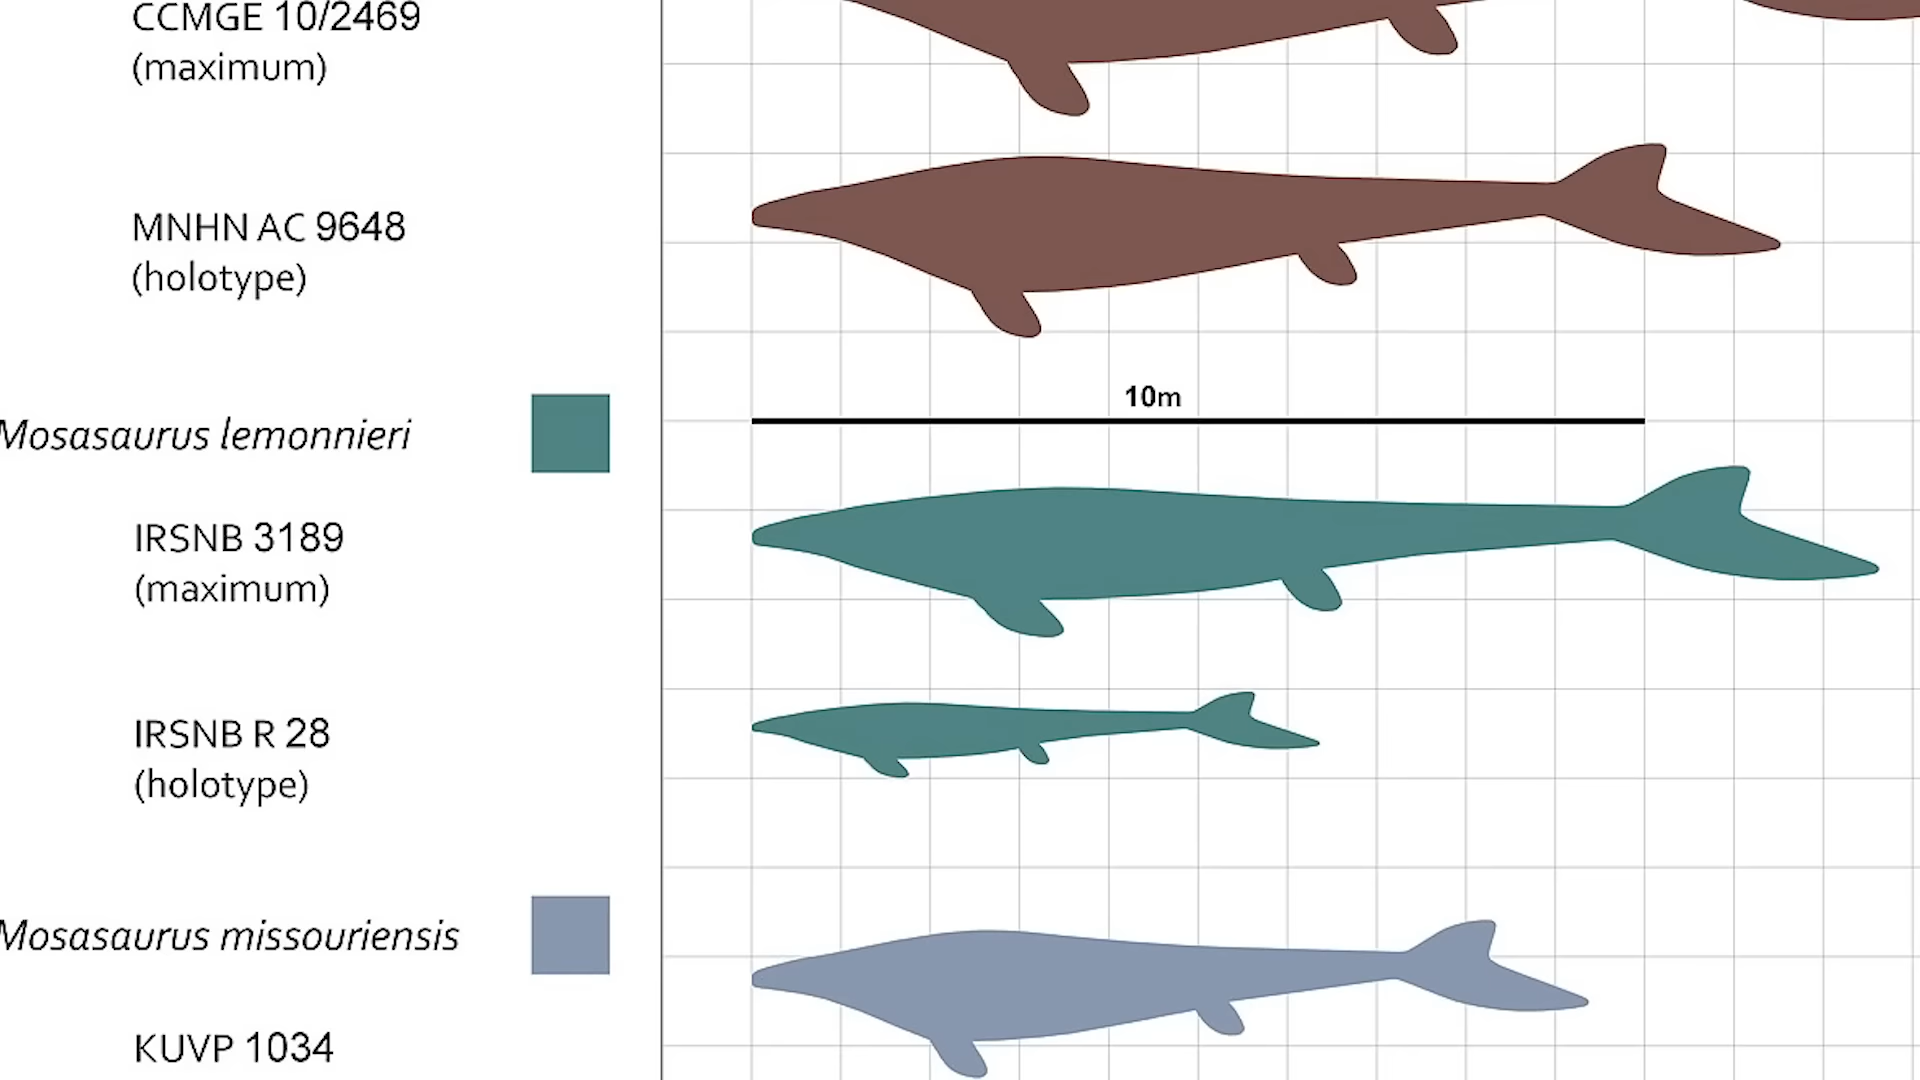 CCMGE 10/2469
(maximum)
MNHN AC 9648
(holotype)
10m
Mosasaurus lemonnieri
IRSNB 3189
(maximum)
IRSNB R 28
(holotype)
Mosasaurus missouriensis
KUVP 1034